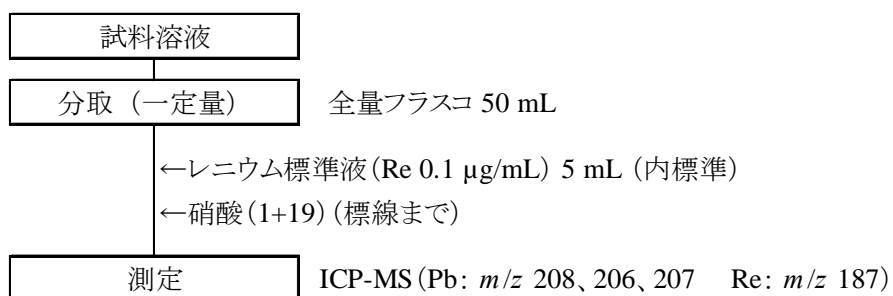 試料溶液
分取（一定量） 全量フラスコ 50 mL
←レニウム標準液（Re 0.1 µg/mL） 5 mL （内標準）
←硝酸（1+19）（標線まで）
測定 ICP-MS（Pb: m/z 208、206、207 Re: m/z 187）